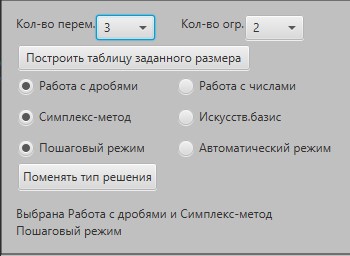 Кол-во перем. 3 Кол-во огр. 2
Построить таблицу заданного размера
Работа с дробями Работа с числами
Симплекс-метод Искусств.базис
Пошаговый режим Автоматический режим
Поменять тип решения
Выбрана Работа с дробями и Симплекс-метод
Пошаговый режим